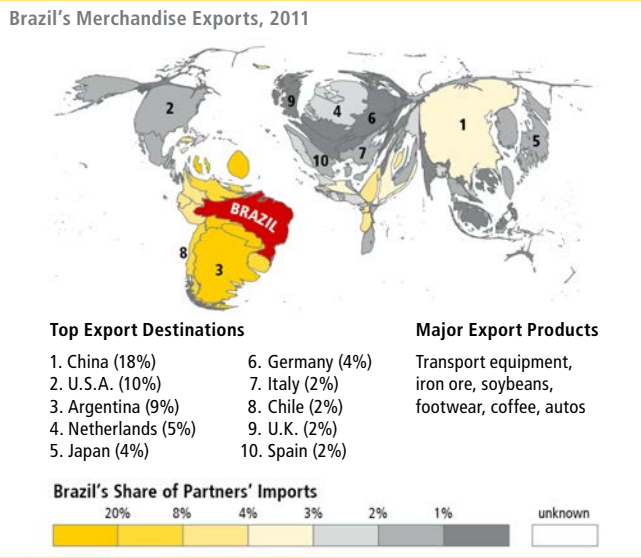 Brazil's Merchandise Exports, 2011
9
4
2
6
1
5
7
10
BRAZIL
8
3
Top Export Destinations
1. China (18%)
2. U.S.A. (10%)
3. Argentina (9%)
4. Netherlands (5%)
5. Japan (4%)
6. Germany (4%)
7. Italy (2%)
8. Chile (2%)
9. U.K. (2%)
10. Spain (2%)
Major Export Products
Transport equipment,
iron ore, soybeans,
footwear, coffee, autos
Brazil's Share of Partners' Imports
20% 8% 4% 3% 2% 1% unknown